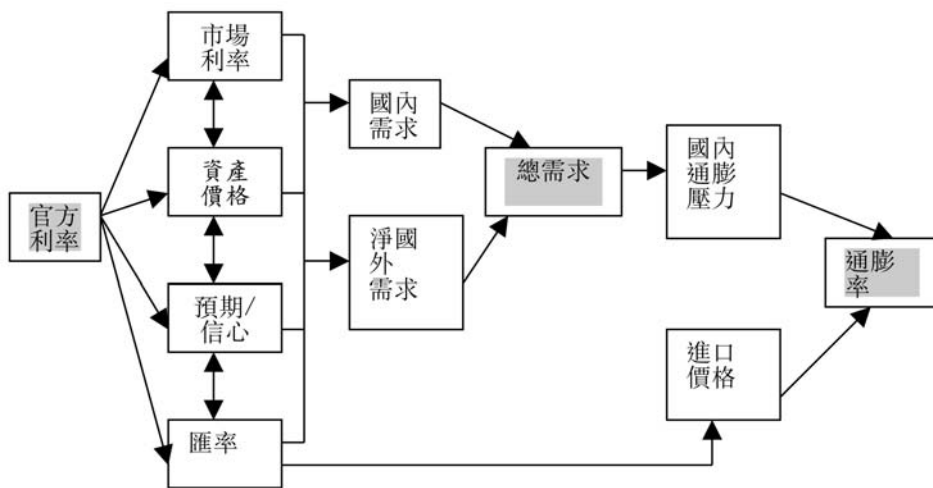 官方
利率
市場
利率
資產
價格
預期/
信心
匯率
國內
需求
淨國
外
需求
總需求
國內
通膨
壓力
進口
價格
通膨
率